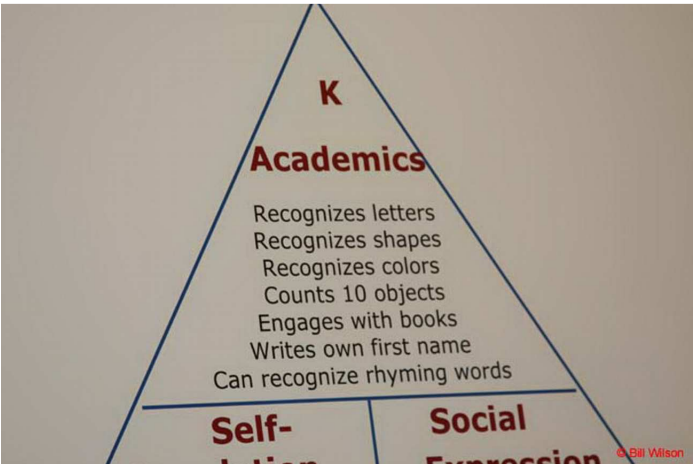 K
Academics
Recognizes letters
Recognizes shapes
Recognizes colors
Counts 10 objects
Engages with books
Writes own first name
Can recognize rhyming words
Self-
Social
Expression
© Bill Wilson